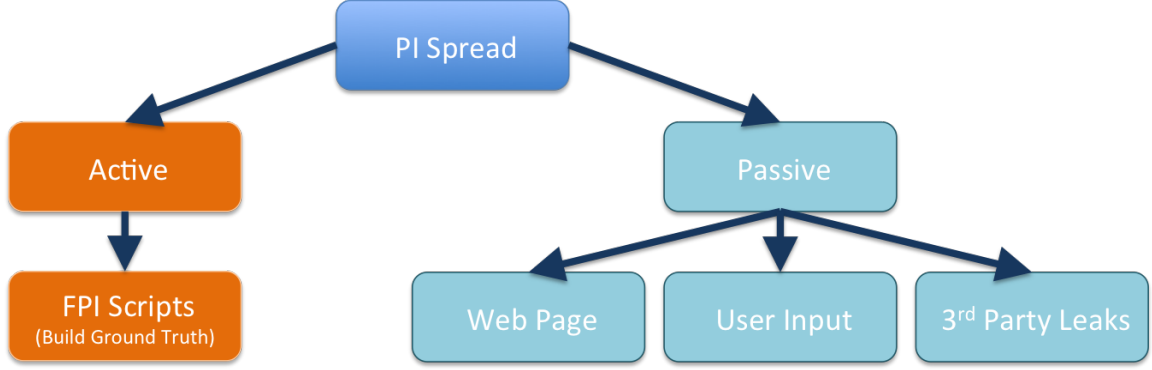 PI Spread
Active
Passive
FPI Scripts
(Build Ground Truth)
Web Page
User Input
3rd Party Leaks